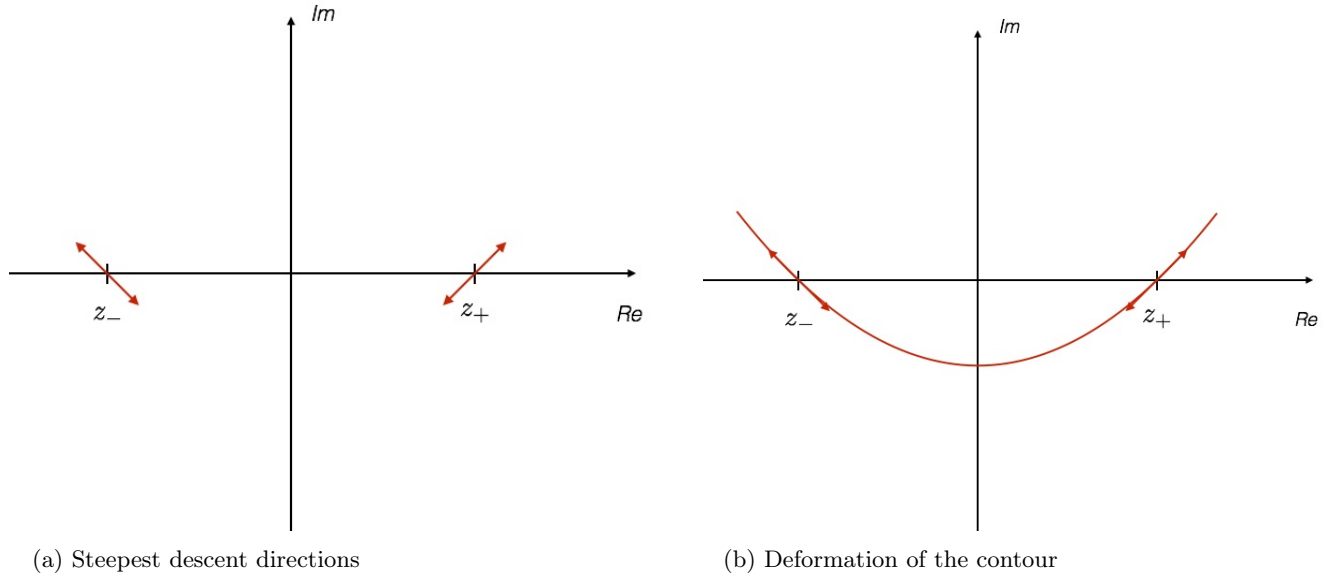 Im
z₋
z₊
Re
(a) Steepest descent directions
Im
z₋
z₊
Re
(b) Deformation of the contour